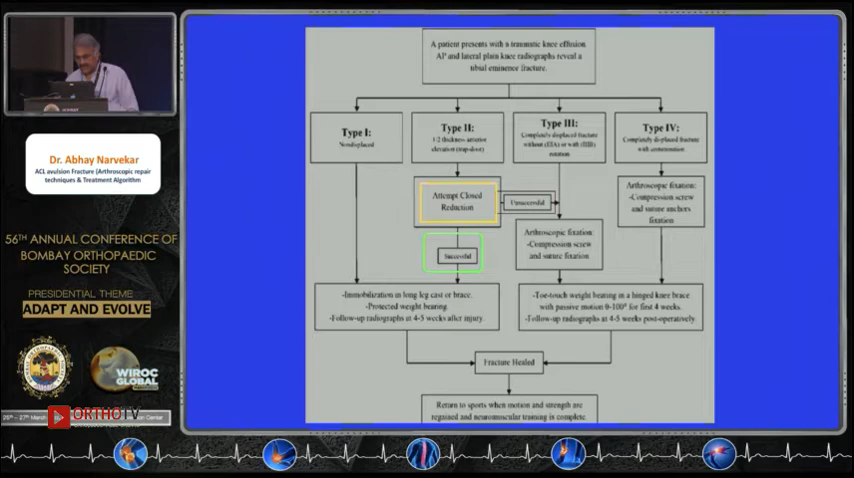 Dr. Abhay Narvekar
ACL avulsion Fracture (Arthroscopic repair
techniques & Treatment Algorithm
56TH ANNUAL CONFERENCE OF
BOMBAY ORTHOPAEDIC
SOCIETY
PRESIDENTIAL THEME
ADAPT AND EVOLVE
WIROC
GLOBAL
ORTHOTV
A patient presents with a traumatic knee effusion.
AP and lateral plain knee radiographs reveal a
tibial eminence fracture.
Type I:
Nondisplaced
Type II:
1/2 thickness anterior
elevation (trap-door)
Type III:
Completely displaced fracture
without (IIIA) or with (IIIB)
rotation
Type IV:
Completely displaced fracture
with comminution
Attempt Closed
Reduction
Unsuccessful
Successful
Arthroscopic fixation:
-Compression screw
and suture fixation
Arthroscopic fixation:
-Compression screw
and suture anchors
fixation
-Immobilization in long leg cast or brace.
-Protected weight bearing.
-Follow-up radiographs at 4-5 weeks after injury.
-Toe-touch weight bearing in a hinged knee brace
with passive motion 0-100° for first 4 weeks.
-Follow-up radiographs at 4-5 weeks post-operatively.
Fracture Healed
Return to sports when motion and strength are
regained and neuromuscular training is complete.